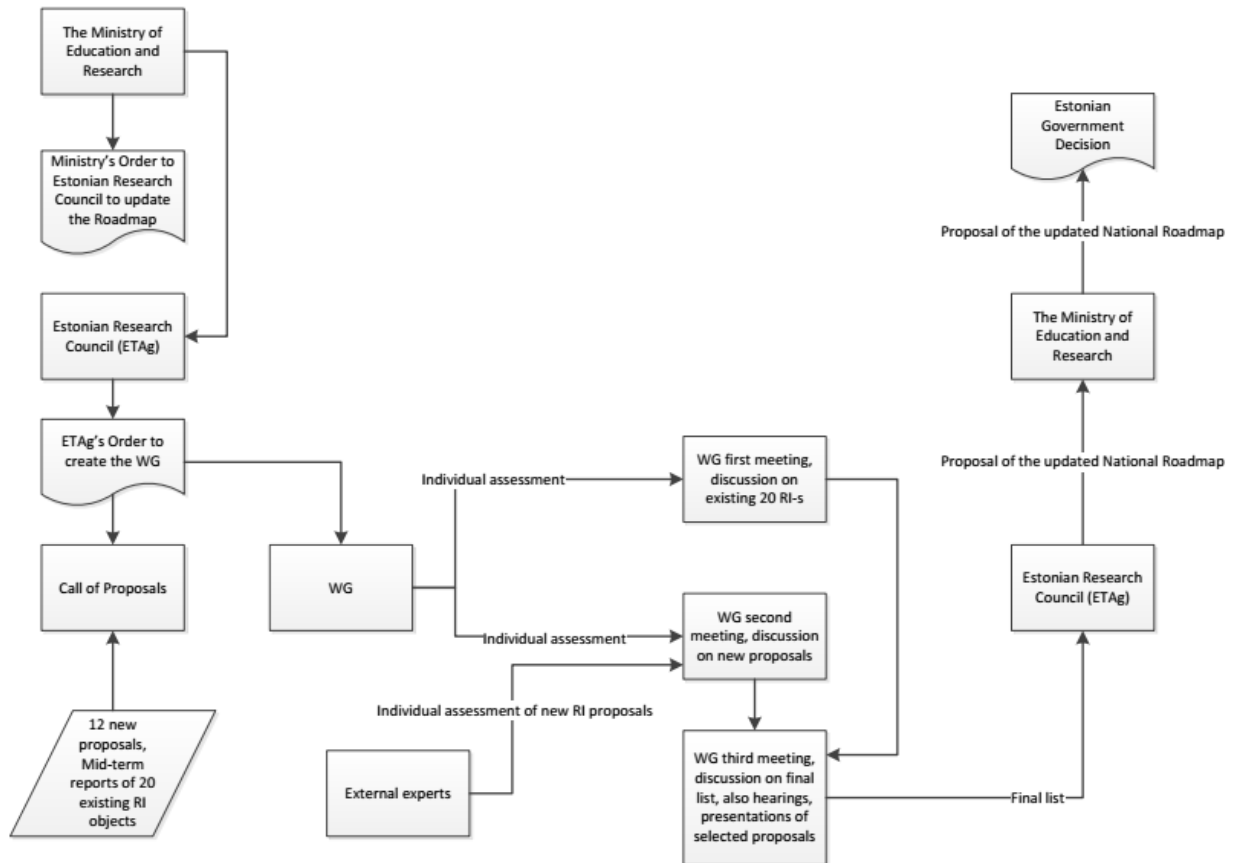 The Ministry of
Education and
Research
Ministry's Order to
Estonian Research
Council to update
the Roadmap
Estonian Research
Council (ETAg)
ETAg's Order to
create the WG
Call of Proposals
12 new
proposals,
Mid-term
reports of 20
existing RI
objects
WG
External experts
Individual assessment
Individual assessment
Individual assessment of new RI proposals
WG first meeting,
discussion on
existing 20 RI-s
WG second
meeting, discussion
on new proposals
WG third meeting,
discussion on final
list, also hearings,
presentations of
selected proposals
Final list
Estonian Research
Council (ETAg)
Proposal of the updated National Roadmap
The Ministry of
Education and
Research
Proposal of the updated National Roadmap
Estonian
Government
Decision